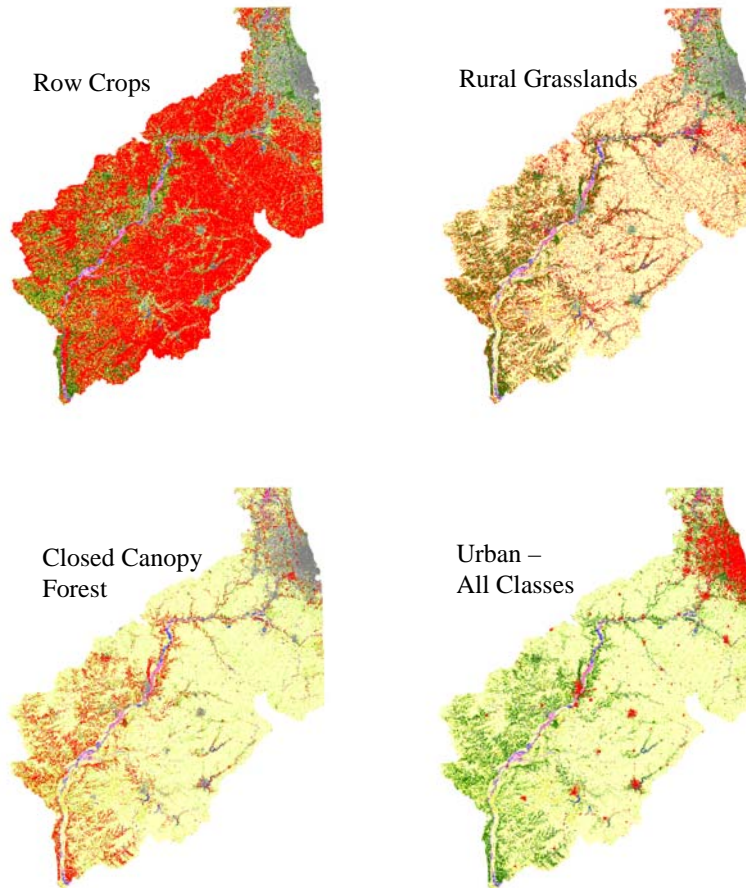 Row Crops
Rural Grasslands
Closed Canopy
Forest
Urban –
All Classes